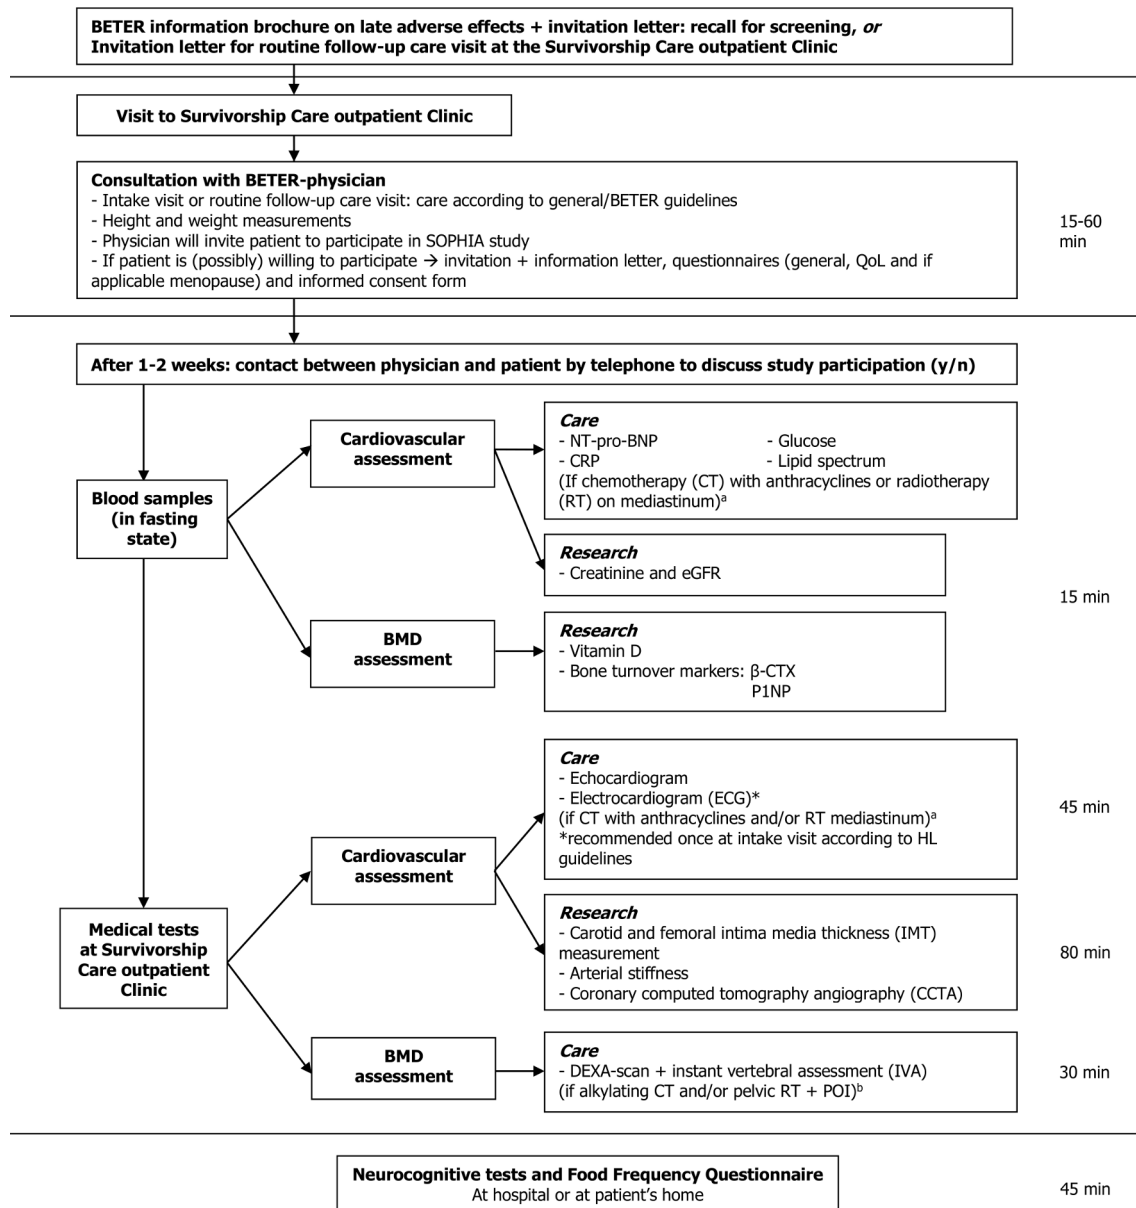 BETER information brochure on late adverse effects + invitation letter: recall for screening, or
Invitation letter for routine follow-up care visit at the Survivorship Care outpatient Clinic
Visit to Survivorship Care outpatient Clinic
Consultation with BETER-physician
- Intake visit or routine follow-up care visit: care according to general/BETER guidelines
- Height and weight measurements
- Physician will invite patient to participate in SOPHIA study
- If patient is (possibly) willing to participate → invitation + information letter, questionnaires (general, QoL and if
applicable menopause) and informed consent form
15-60
min
After 1-2 weeks: contact between physician and patient by telephone to discuss study participation (y/n)
Blood samples
(in fasting
state)
Cardiovascular
assessment
Care
- NT-pro-BNP - Glucose
- CRP - Lipid spectrum
(If chemotherapy (CT) with anthracyclines or radiotherapy
(RT) on mediastinum)ᵃ
Research
- Creatinine and eGFR
BMD
assessment
Research
- Vitamin D
- Bone turnover markers: β-CTX
P1NP
15 min
Medical tests
at Survivorship
Care outpatient
Clinic
Cardiovascular
assessment
Care
- Echocardiogram
- Electrocardiogram (ECG)*
(if CT with anthracyclines and/or RT mediastinum)ᵃ
*recommended once at intake visit according to HL
guidelines
45 min
Research
- Carotid and femoral intima media thickness (IMT)
measurement
- Arterial stiffness
- Coronary computed tomography angiography (CCTA)
80 min
BMD
assessment
Care
- DEXA-scan + instant vertebral assessment (IVA)
(if alkylating CT and/or pelvic RT + POI)ᵇ
30 min
Neurocognitive tests and Food Frequency Questionnaire
At hospital or at patient's home
45 min